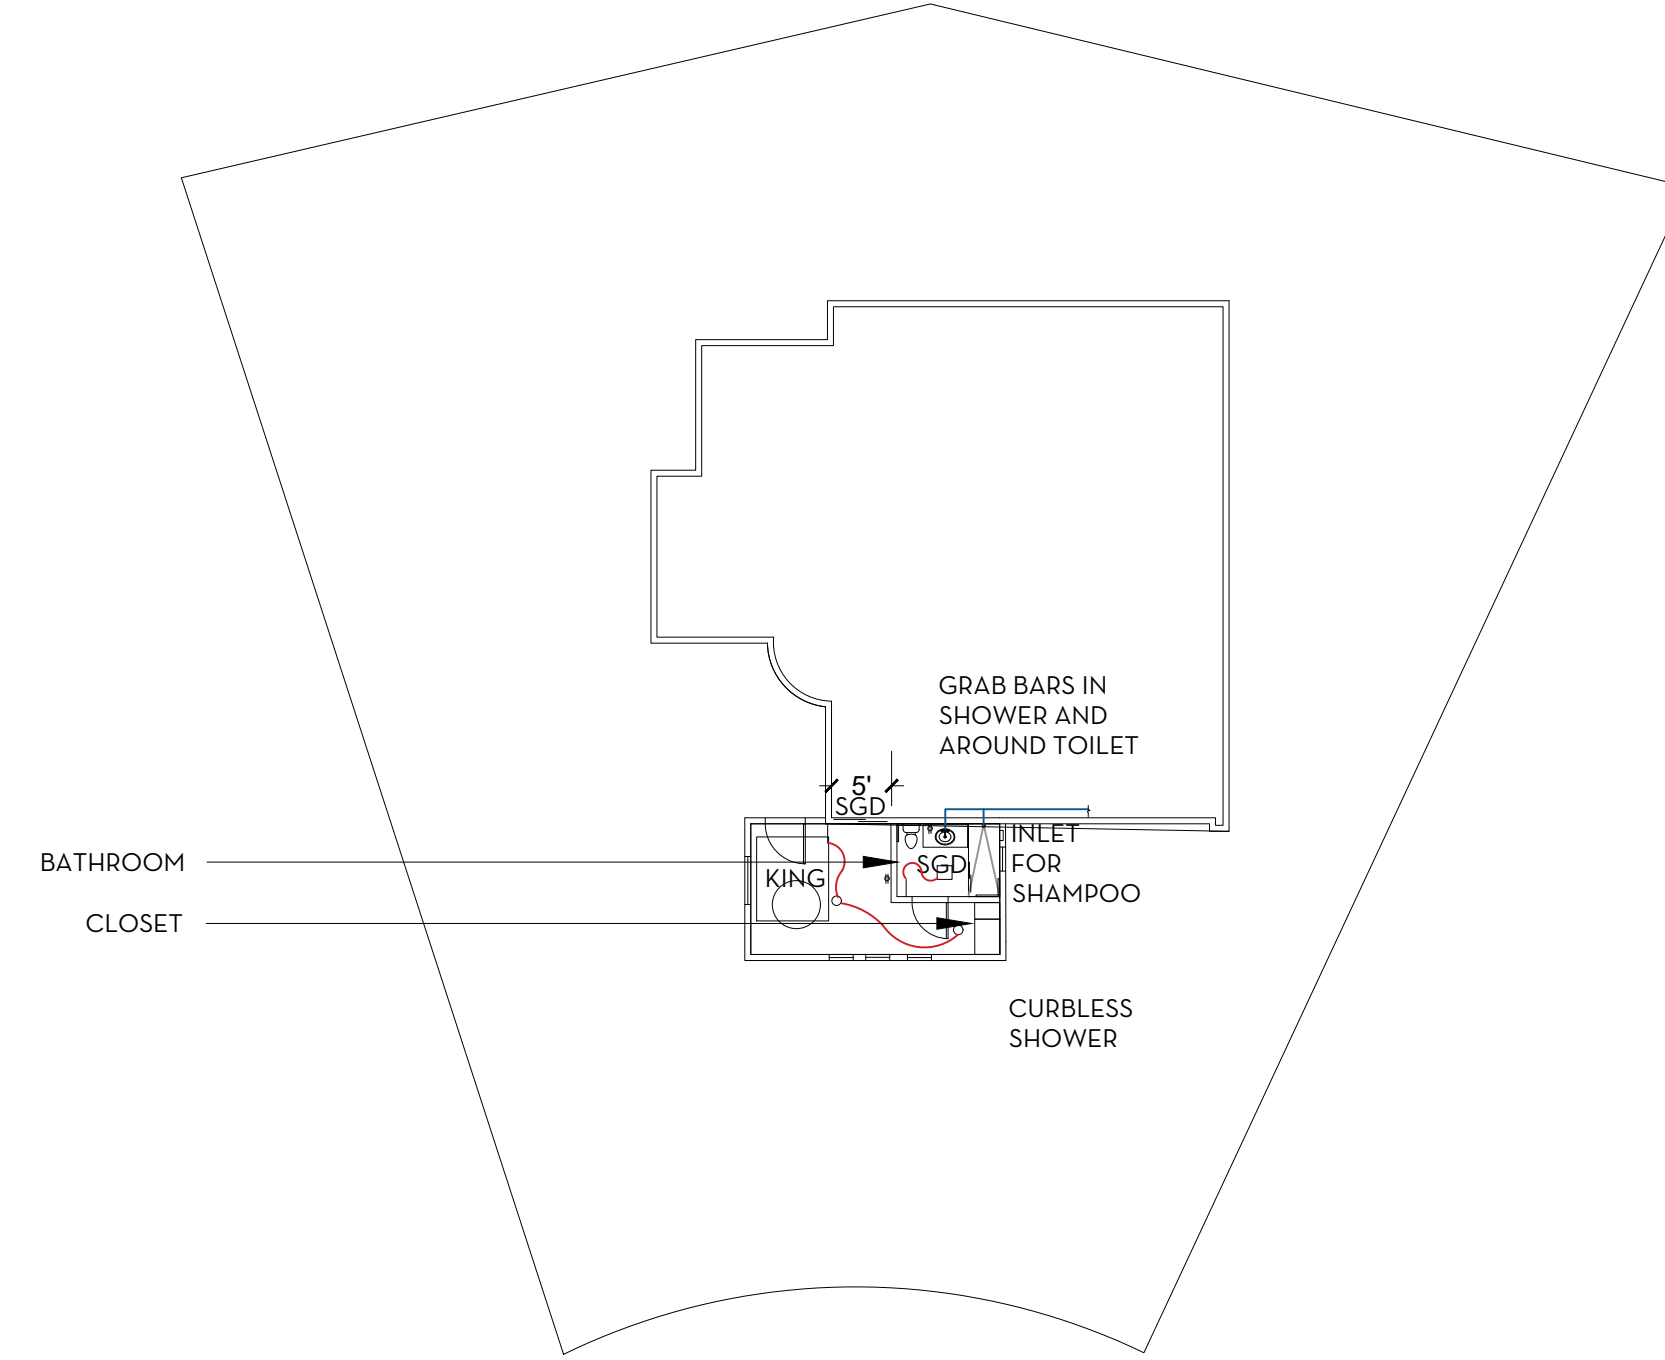 GRAB BARS IN
SHOWER AND
AROUND TOILET
5'
SGD
INLET
FOR
SHAMPOO
BATHROOM
SGD
KING
CLOSET
CURBLESS
SHOWER